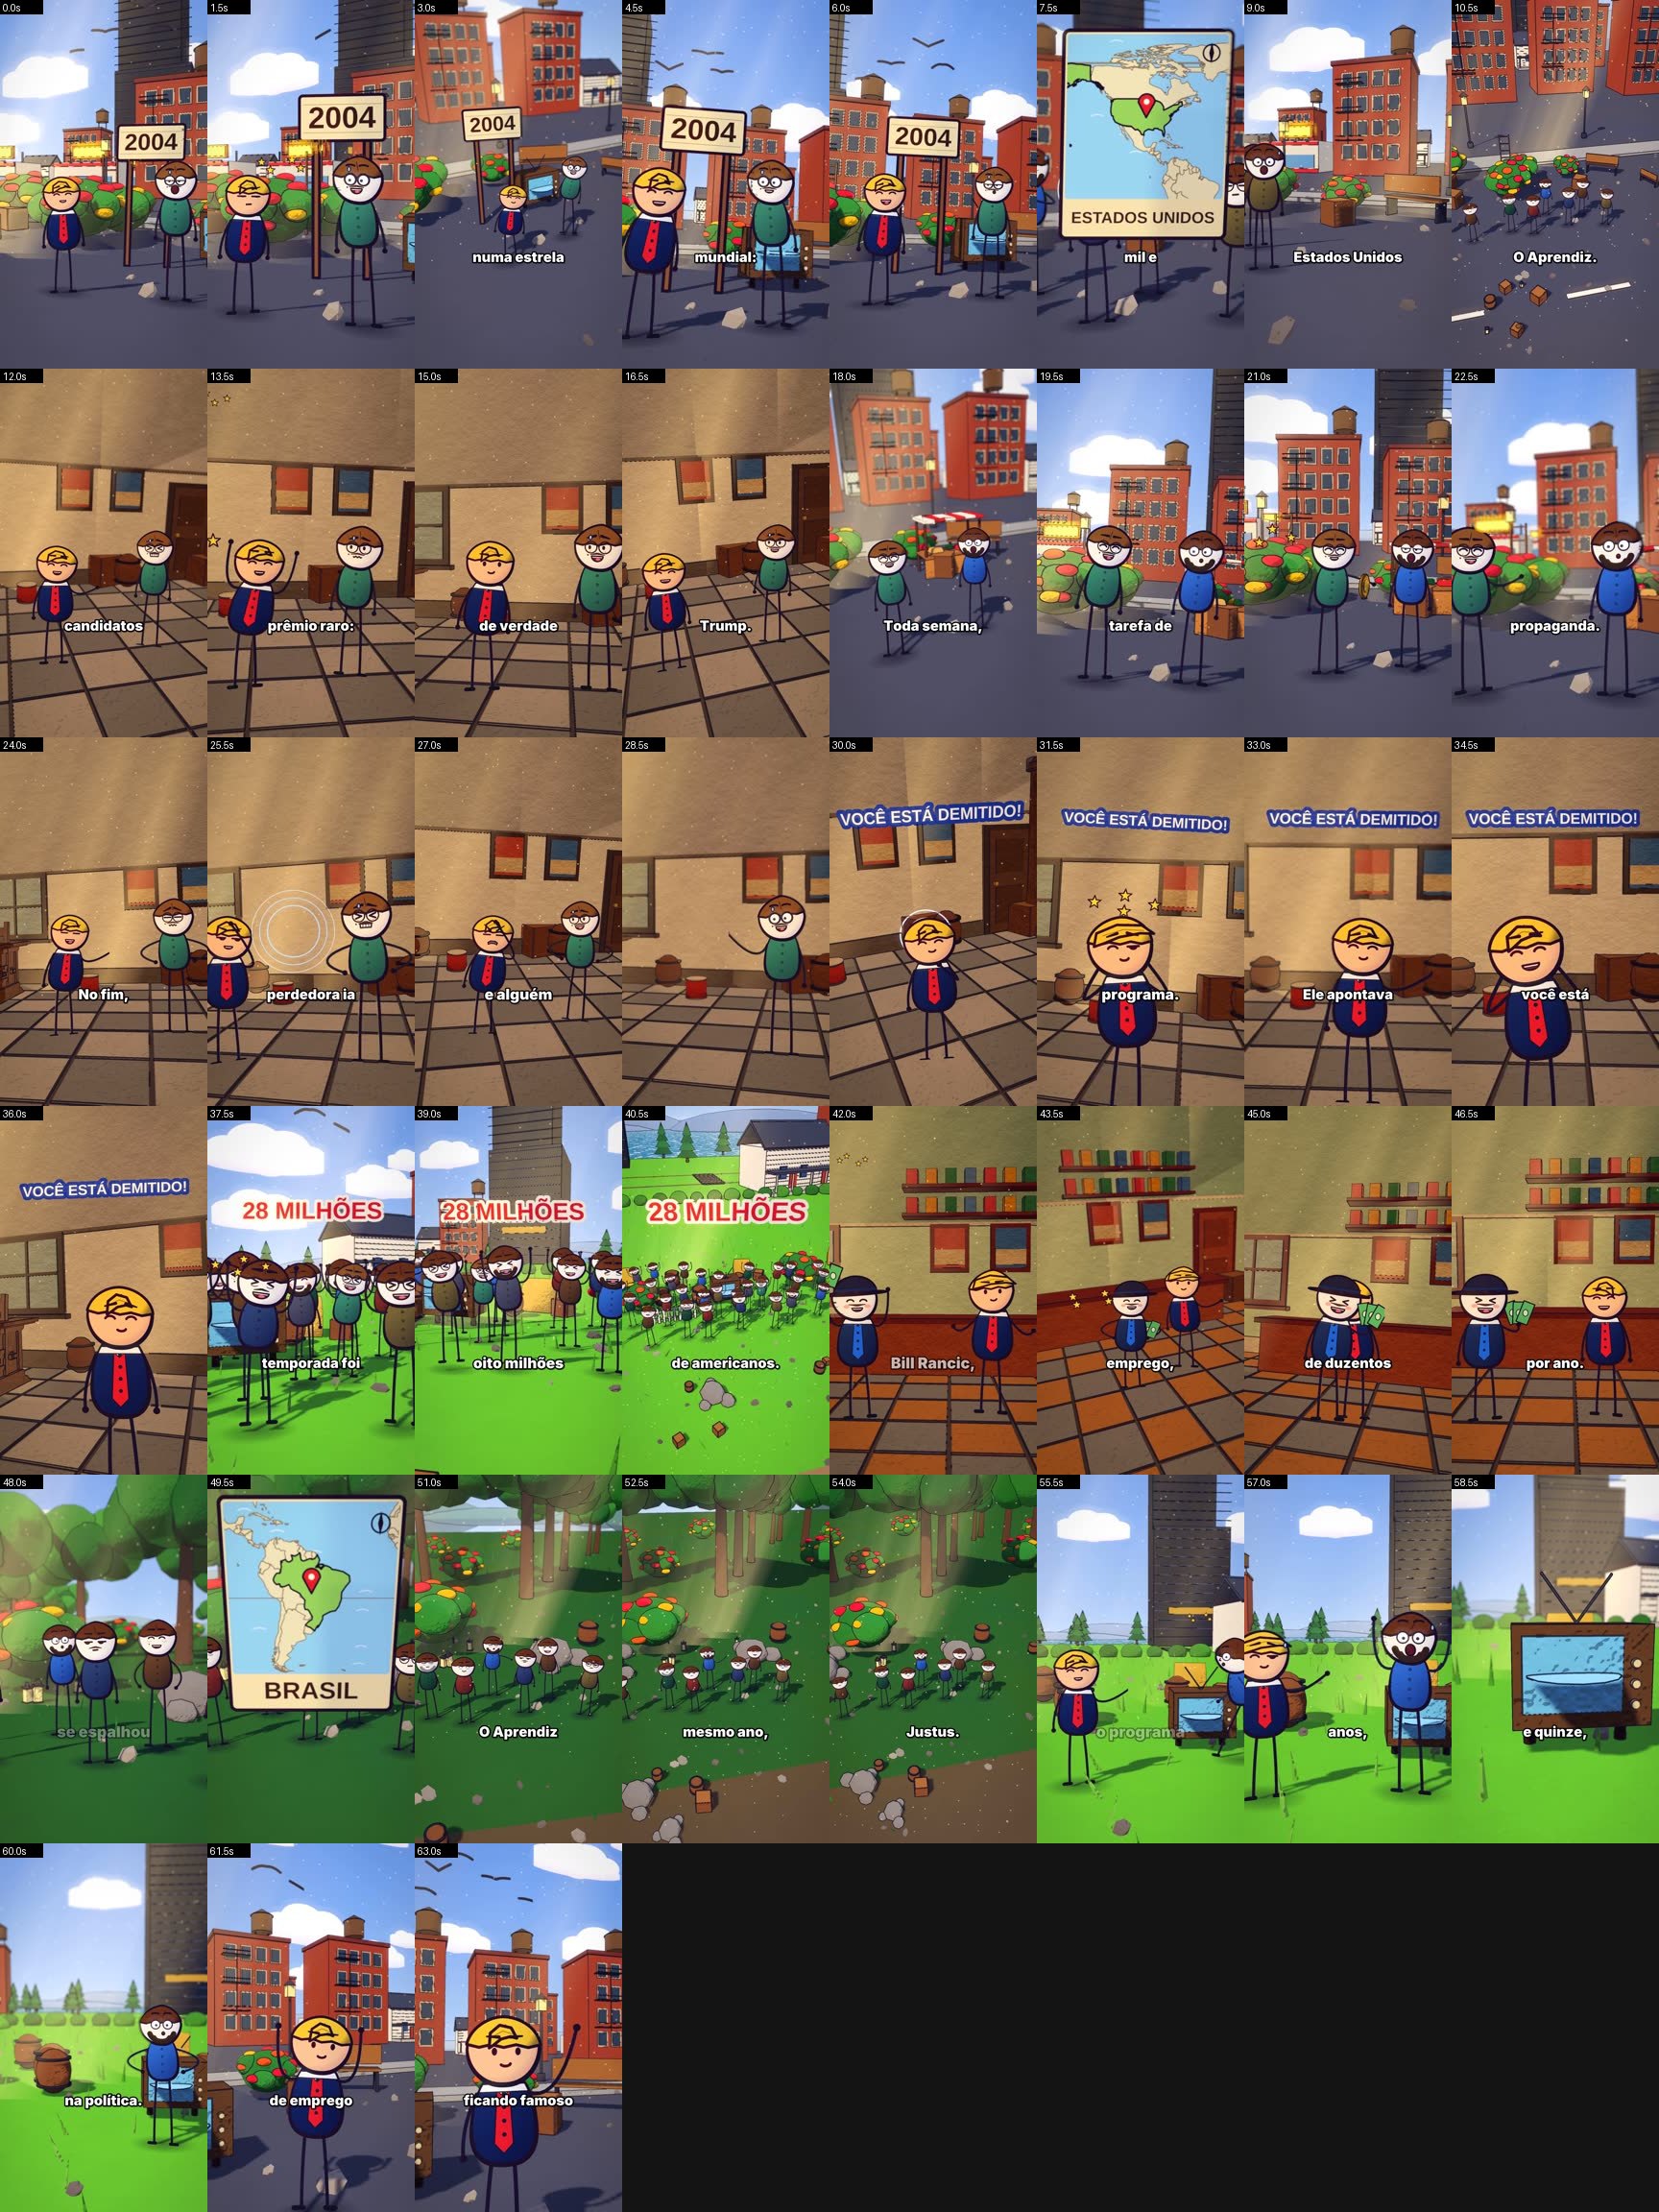 0.0s
1.5s
3.0s
4.5s
6.0s
7.5s
9.0s
10.5s
2004
2004
2004
2004
2004
ESTADOS UNIDOS
numa estrela
mundial:
mil e
Estados Unidos
O Aprendiz.
12.0s
13.5s
15.0s
16.5s
18.0s
19.5s
21.0s
22.5s
candidatos
prêmio raro:
de verdade
Trump.
Toda semana,
tarefa de
propaganda.
24.0s
25.5s
27.0s
28.5s
30.0s
31.5s
33.0s
34.5s
VOCÊ ESTÁ DEMITIDO!
VOCÊ ESTÁ DEMITIDO!
VOCÊ ESTÁ DEMITIDO!
VOCÊ ESTÁ DEMITIDO!
No fim,
perdedora ia
e alguém
programa.
Ele apontava
você está
36.0s
37.5s
39.0s
40.5s
42.0s
43.5s
45.0s
46.5s
VOCÊ ESTÁ DEMITIDO!
28 MILHÕES
28 MILHÕES
28 MILHÕES
temporada foi
oito milhões
de americanos.
Bill Rancic,
emprego,
de duzentos
por ano.
48.0s
49.5s
51.0s
52.5s
54.0s
55.5s
57.0s
58.5s
BRASIL
se espalhou
O Aprendiz
mesmo ano,
Justus.
o programa
anos,
e quinze,
60.0s
61.5s
63.0s
na política.
de emprego
ficando famoso